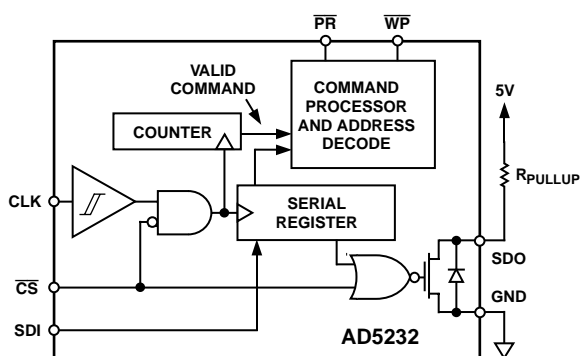 PR WP
VALID
COMMAND
COMMAND
PROCESSOR
AND ADDRESS
DECODE
5V
COUNTER
RPULLUP
CLK
SERIAL
REGISTER
SDO
CS
GND
SDI
AD5232